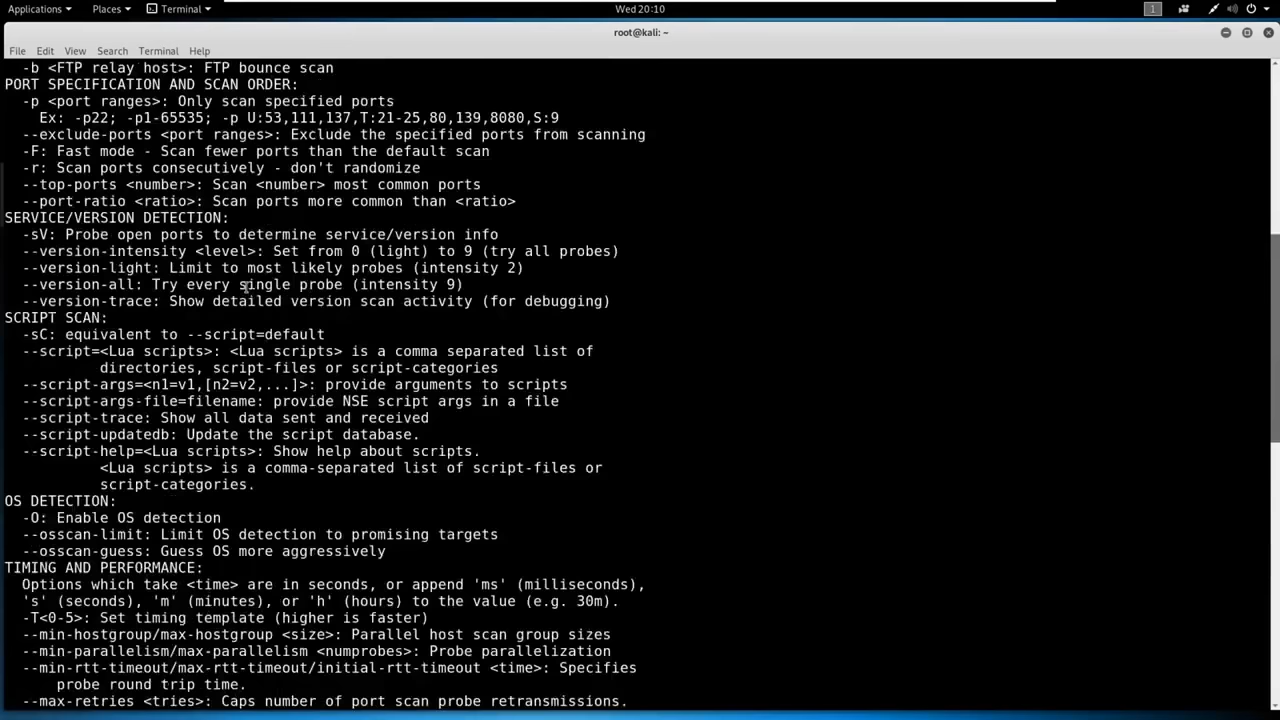 Applications Places Terminal Wed 20:10 1
root@kali: ~
File Edit View Search Terminal Help
-b <FTP relay host>: FTP bounce scan
PORT SPECIFICATION AND SCAN ORDER:
-p <port ranges>: Only scan specified ports
Ex: -p22; -p1-65535; -p U:53,111,137,T:21-25,80,139,8080,S:9
--exclude-ports <port ranges>: Exclude the specified ports from scanning
-F: Fast mode - Scan fewer ports than the default scan
-r: Scan ports consecutively - don't randomize
--top-ports <number>: Scan <number> most common ports
--port-ratio <ratio>: Scan ports more common than <ratio>
SERVICE/VERSION DETECTION:
-sV: Probe open ports to determine service/version info
--version-intensity <level>: Set from 0 (light) to 9 (try all probes)
--version-light: Limit to most likely probes (intensity 2)
--version-all: Try every single probe (intensity 9)
--version-trace: Show detailed version scan activity (for debugging)
SCRIPT SCAN:
-sC: equivalent to --script=default
--script=<Lua scripts>: <Lua scripts> is a comma separated list of
directories, script-files or script-categories
--script-args=<n1=v1,[n2=v2,...]>: provide arguments to scripts
--script-args-file=filename: provide NSE script args in a file
--script-trace: Show all data sent and received
--script-updatedb: Update the script database.
--script-help=<Lua scripts>: Show help about scripts.
<Lua scripts> is a comma-separated list of script-files or
script-categories.
OS DETECTION:
-O: Enable OS detection
--osscan-limit: Limit OS detection to promising targets
--osscan-guess: Guess OS more aggressively
TIMING AND PERFORMANCE:
Options which take <time> are in seconds, or append 'ms' (milliseconds),
's' (seconds), 'm' (minutes), or 'h' (hours) to the value (e.g. 30m).
-T<0-5>: Set timing template (higher is faster)
--min-hostgroup/max-hostgroup <size>: Parallel host scan group sizes
--min-parallelism/max-parallelism <numprobes>: Probe parallelization
--min-rtt-timeout/max-rtt-timeout/initial-rtt-timeout <time>: Specifies
probe round trip time.
--max-retries <tries>: Caps number of port scan probe retransmissions.